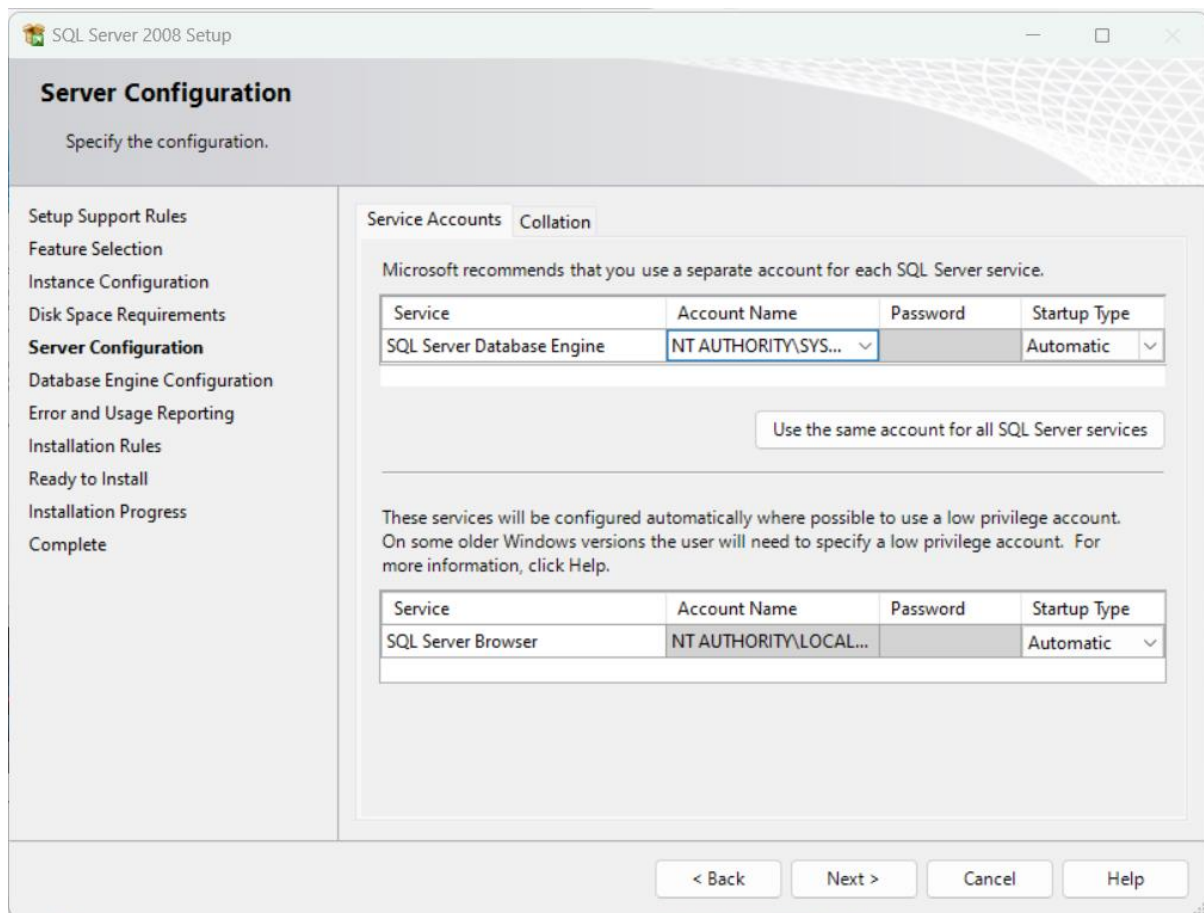 SQL Server 2008 Setup
Server Configuration
Specify the configuration.
Setup Support Rules
Feature Selection
Instance Configuration
Disk Space Requirements
Server Configuration
Database Engine Configuration
Error and Usage Reporting
Installation Rules
Ready to Install
Installation Progress
Complete
Service Accounts Collation
Microsoft recommends that you use a separate account for each SQL Server service.
Service Account Name Password Startup Type
SQL Server Database Engine NT AUTHORITY\SYS... Automatic
Use the same account for all SQL Server services
These services will be configured automatically where possible to use a low privilege account.
On some older Windows versions the user will need to specify a low privilege account. For
more information, click Help.
Service Account Name Password Startup Type
SQL Server Browser NT AUTHORITY\LOCAL... Automatic
< Back Next > Cancel Help